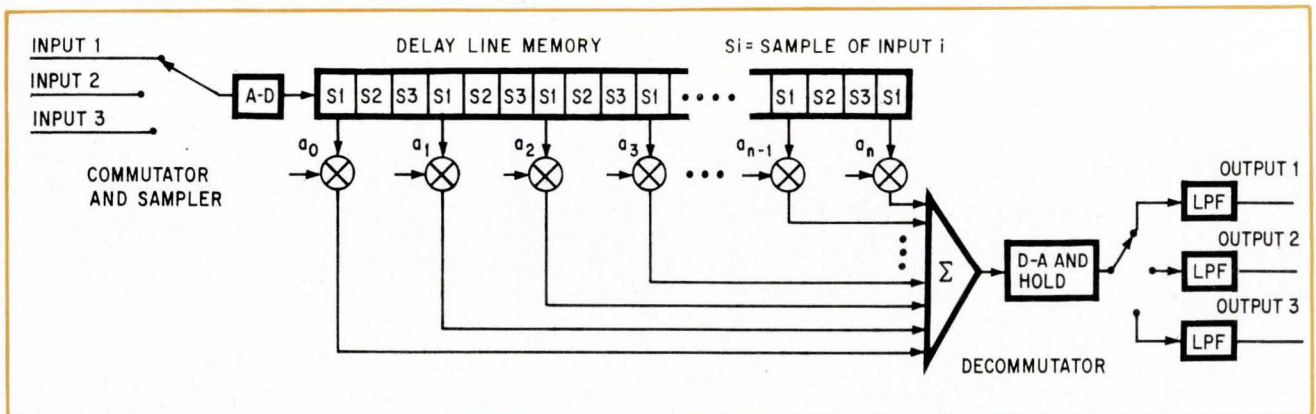 INPUT 1
INPUT 2
INPUT 3
COMMUTATOR
AND SAMPLER
A-D
DELAY LINE MEMORY
Si = SAMPLE OF INPUT i
S1 S2 S3 S1 S2 S3 S1 S2 S3 S1 •••• S1 S2 S3 S1
a₀ a₁ a₂ a₃ ••• aₙ₋₁ aₙ
Σ
D-A AND
HOLD
DECOMMUTATOR
OUTPUT 1
LPF
OUTPUT 2
LPF
OUTPUT 3
LPF